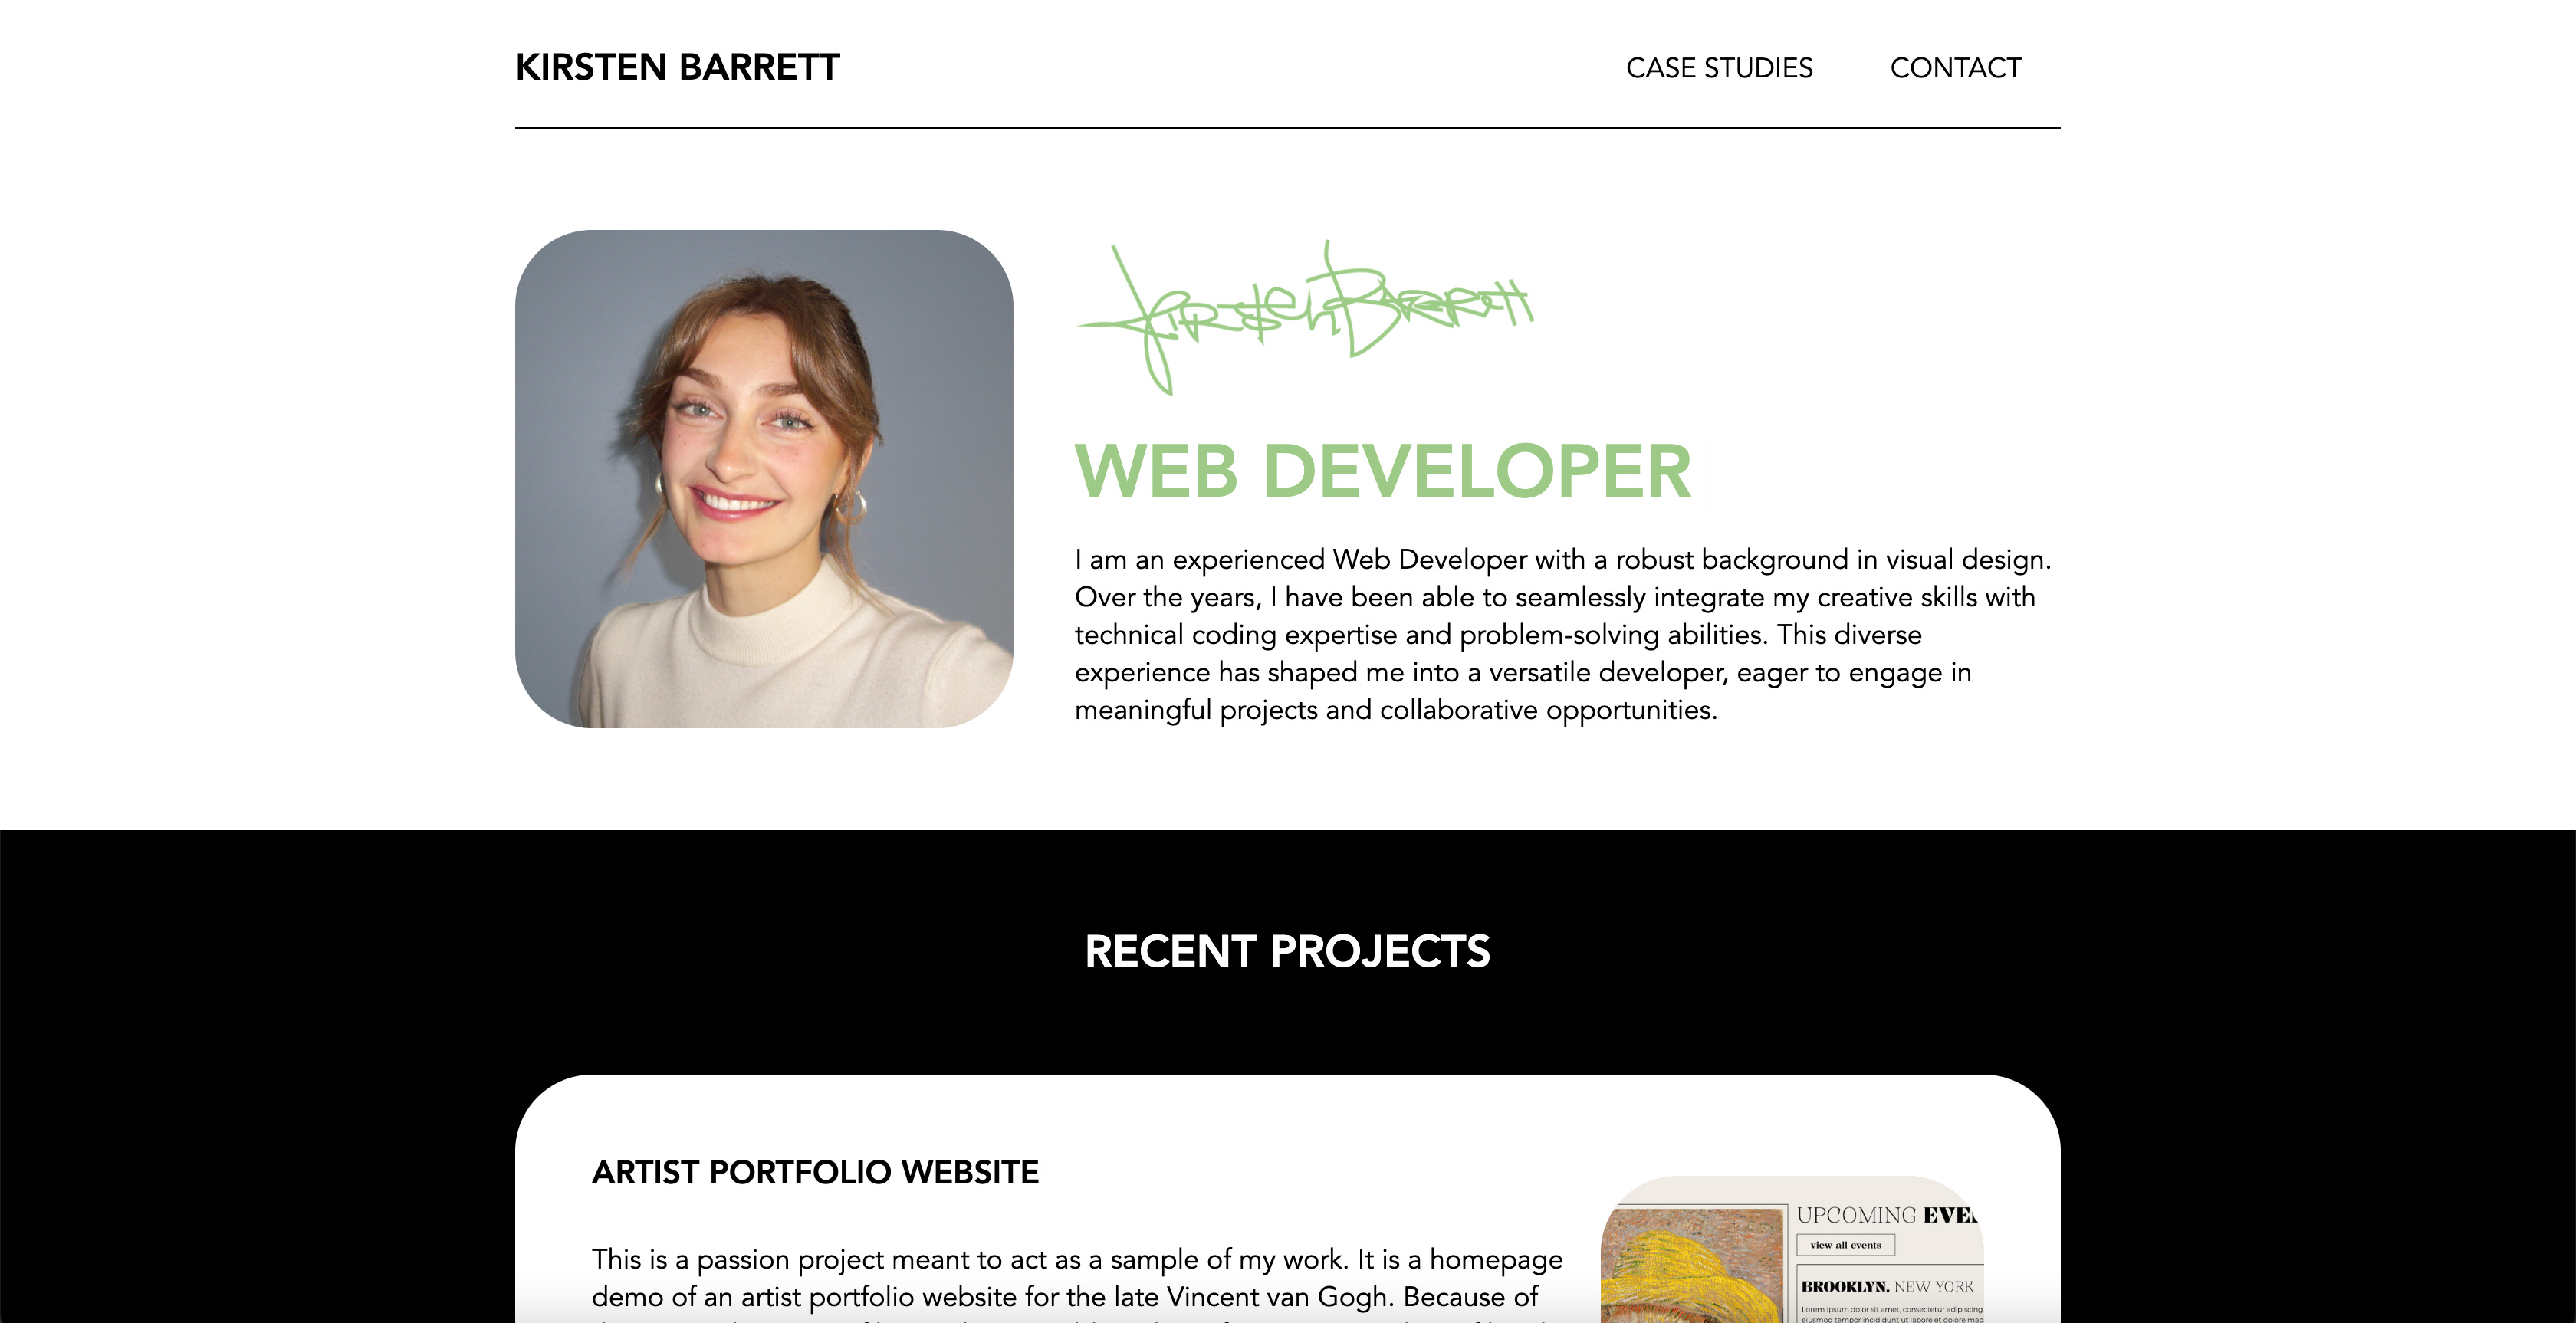 KIRSTEN BARRETT
CASE STUDIES
CONTACT
Kirsten Barrett
WEB DEVELOPER
I am an experienced Web Developer with a robust background in visual design.
Over the years, I have been able to seamlessly integrate my creative skills with
technical coding expertise and problem-solving abilities. This diverse
experience has shaped me into a versatile developer, eager to engage in
meaningful projects and collaborative opportunities.
RECENT PROJECTS
ARTIST PORTFOLIO WEBSITE
This is a passion project meant to act as a sample of my work. It is a homepage
demo of an artist portfolio website for the late Vincent van Gogh. Because of
UPCOMING EVE
view all events
BROOKLYN, NEW YORK
Lorem ipsum dolor sit amet, consectetur adipiscing
eiusmod tempor incididunt ut labore et dolore mag